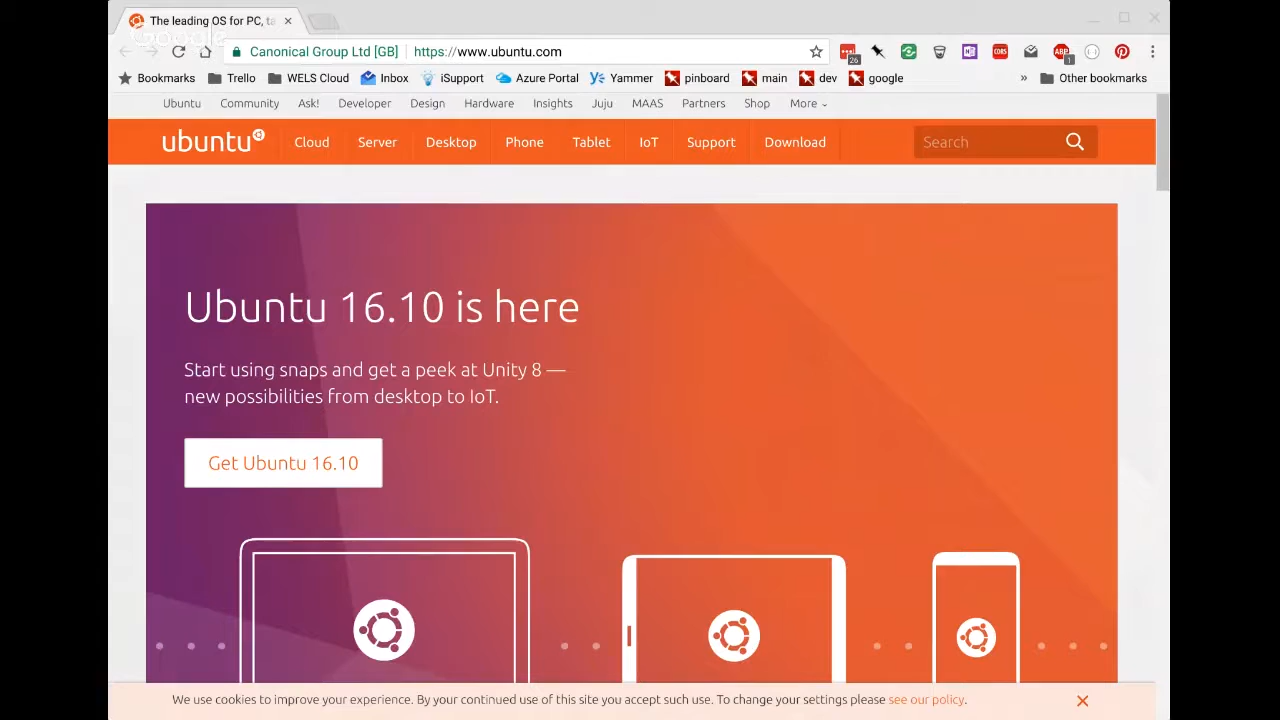 The leading OS for PC, ta
Google
Canonical Group Ltd [GB] https://www.ubuntu.com
26
CORS
ABP
1
Bookmarks Trello WELS Cloud Inbox iSupport Azure Portal Yammer pinboard main dev google » Other bookmarks
Ubuntu Community Ask! Developer Design Hardware Insights Juju MAAS Partners Shop More
ubuntu Cloud Server Desktop Phone Tablet IoT Support Download Search
Ubuntu 16.10 is here
Start using snaps and get a peek at Unity 8 —
new possibilities from desktop to IoT.
Get Ubuntu 16.10
We use cookies to improve your experience. By your continued use of this site you accept such use. To change your settings please see our policy.